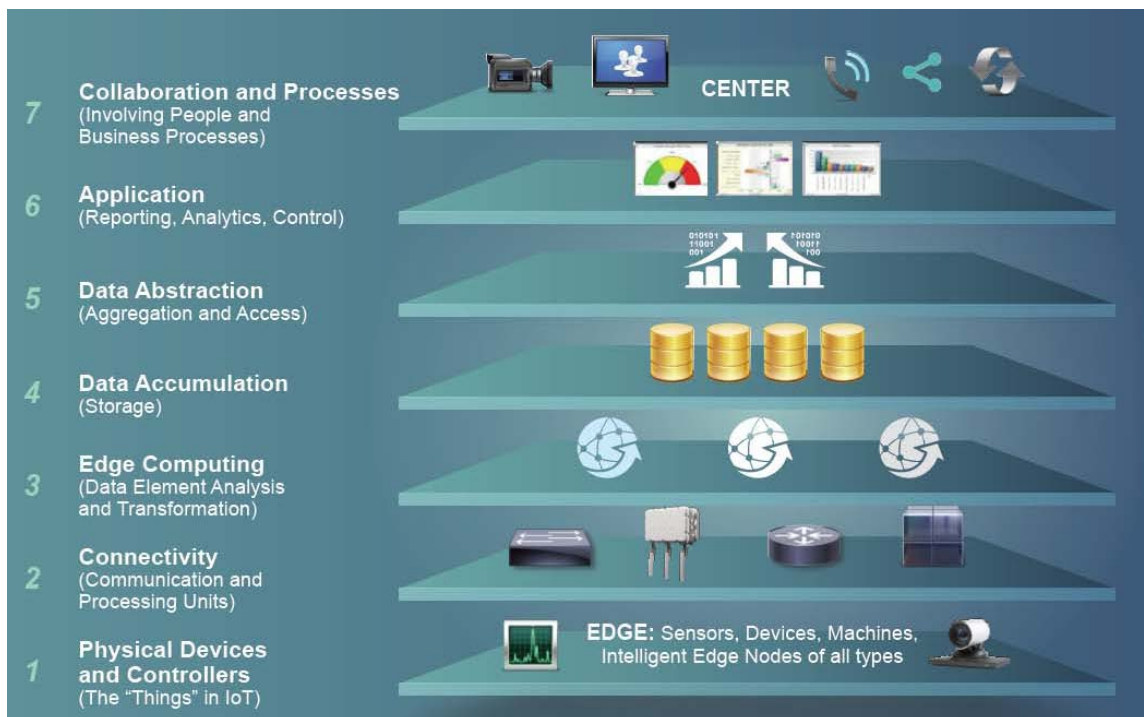 7
Collaboration and Processes
(Involving People and
Business Processes)
CENTER
6
Application
(Reporting, Analytics, Control)
5
Data Abstraction
(Aggregation and Access)
010101
11001
001
4
Data Accumulation
(Storage)
3
Edge Computing
(Data Element Analysis
and Transformation)
2
Connectivity
(Communication and
Processing Units)
1
Physical Devices
and Controllers
(The “Things” in IoT)
EDGE: Sensors, Devices, Machines,
Intelligent Edge Nodes of all types